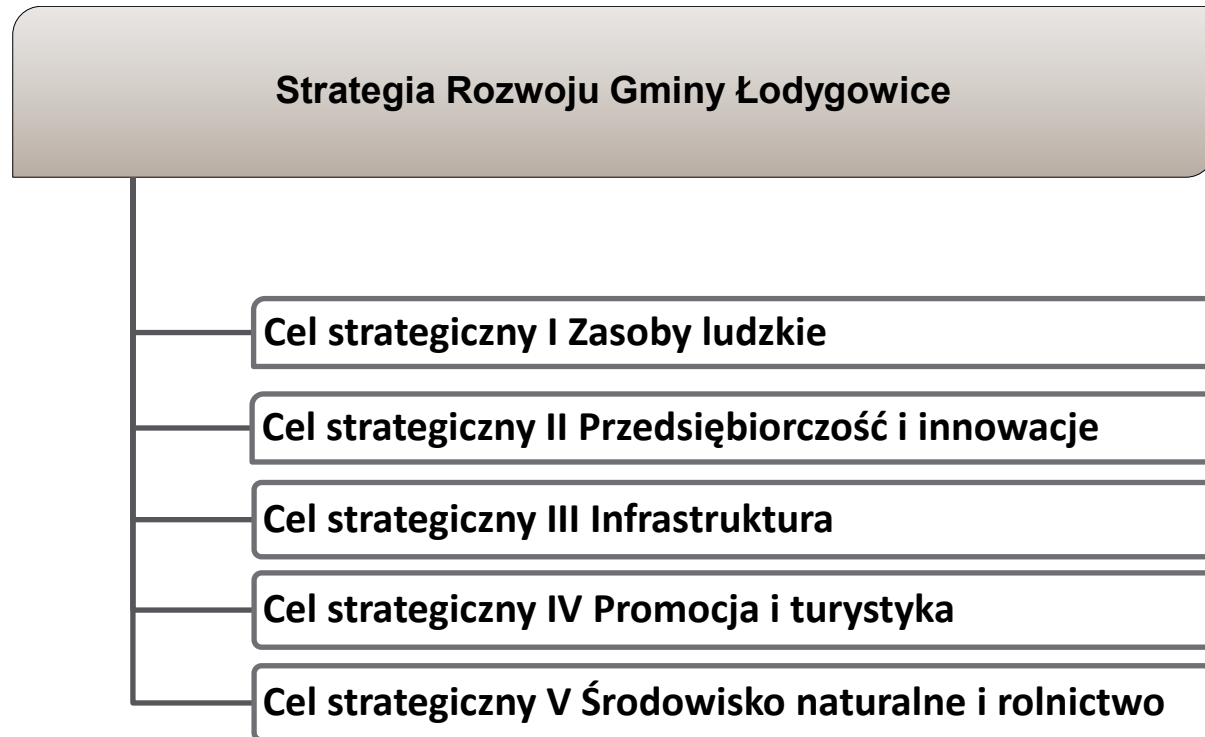 Strategia Rozwoju Gminy Łodygowice
Cel strategiczny I Zasoby ludzkie
Cel strategiczny II Przedsiębiorczość i innowacje
Cel strategiczny III Infrastruktura
Cel strategiczny IV Promocja i turystyka
Cel strategiczny V Środowisko naturalne i rolnictwo